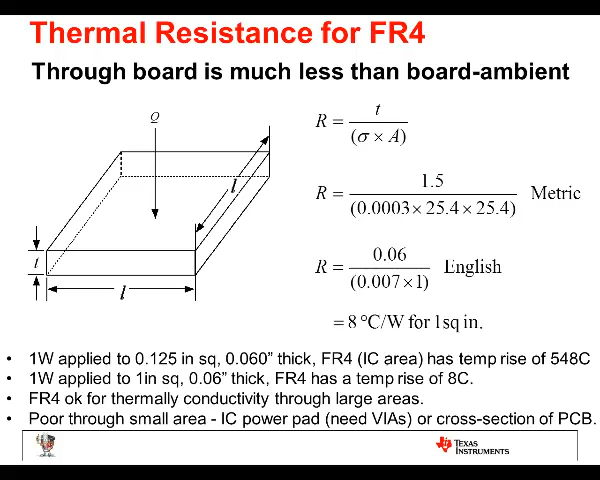 Thermal Resistance for FR4
Through board is much less than board-ambient
Q
l
t
l
R = t / (σ × A)
R = 1.5 / (0.0003 × 25.4 × 25.4) Metric
R = 0.06 / (0.007 × 1) English
= 8 °C/W for 1sq in.
• 1W applied to 0.125 in sq, 0.060” thick, FR4 (IC area) has temp rise of 548C
• 1W applied to 1in sq, 0.06” thick, FR4 has a temp rise of 8C.
• FR4 ok for thermally conductivity through large areas.
• Poor through small area - IC power pad (need VIAs) or cross-section of PCB.
TEXAS
INSTRUMENTS